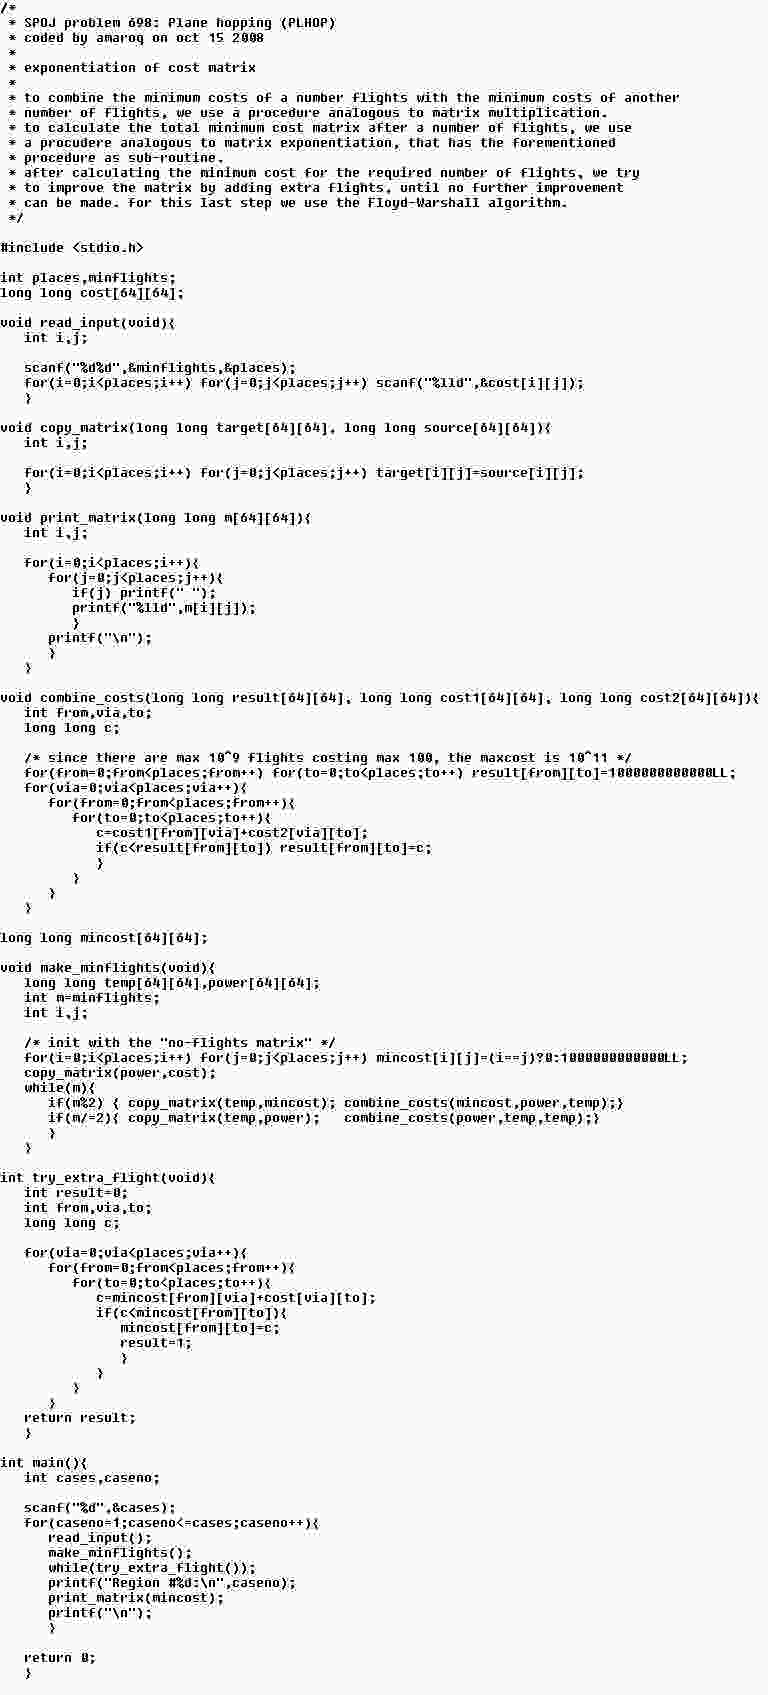 /*
 * SPOJ problem 698: Plane hopping (PLHOP)
 * coded by amaroq on oct 15 2008
 *
 * exponentiation of cost matrix
 *
 * to combine the minimum costs of a number flights with the minimum costs of another
 * number of flights, we use a procedure analogous to matrix multiplication.
 * to calculate the total minimum cost matrix after a number of flights, we use
 * a procudere analogous to matrix exponentiation, that has the forementioned
 * procedure as sub-routine.
 * after calculating the minimum cost for the required number of flights, we try
 * to improve the matrix by adding extra flights, until no further improvement
 * can be made. for this last step we use the Floyd-Warshall algorithm.
 */

#include <stdio.h>

int places,minflights;
long long cost[64][64];

void read_input(void){
   int i,j;

   scanf("%d%d",&minflights,&places);
   for(i=0;i<places;i++) for(j=0;j<places;j++) scanf("%lld",&cost[i][j]);
   }

void copy_matrix(long long target[64][64], long long source[64][64]){
   int i,j;

   for(i=0;i<places;i++) for(j=0;j<places;j++) target[i][j]=source[i][j];
   }

void print_matrix(long long m[64][64]){
   int i,j;

   for(i=0;i<places;i++){
      for(j=0;j<places;j++){
         if(j) printf(" ");
         printf("%lld",m[i][j]);
         }
      printf("\n");
      }
   }

void combine_costs(long long result[64][64], long long cost1[64][64], long long cost2[64][64]){
   int from,via,to;
   long long c;

   /* since there are max 10^9 flights costing max 100, the maxcost is 10^11 */
   for(from=0;from<places;from++) for(to=0;to<places;to++) result[from][to]=1000000000000LL;
   for(via=0;via<places;via++){
      for(from=0;from<places;from++){
         for(to=0;to<places;to++){
            c=cost1[from][via]+cost2[via][to];
            if(c<result[from][to]) result[from][to]=c;
            }
         }
      }
   }

long long mincost[64][64];

void make_minflights(void){
   long long temp[64][64],power[64][64];
   int m=minflights;
   int i,j;

   /* init with the "no-flights matrix" */
   for(i=0;i<places;i++) for(j=0;j<places;j++) mincost[i][j]=(i==j)?0:1000000000000LL;
   copy_matrix(power,cost);
   while(m){
      if(m%2) { copy_matrix(temp,mincost); combine_costs(mincost,power,temp);}
      if(m/=2){ copy_matrix(temp,power);   combine_costs(power,temp,temp);}
      }
   }

int try_extra_flight(void){
   int result=0;
   int from,via,to;
   long long c;

   for(via=0;via<places;via++){
      for(from=0;from<places;from++){
         for(to=0;to<places;to++){
            c=mincost[from][via]+cost[via][to];
            if(c<mincost[from][to]){
               mincost[from][to]=c;
               result=1;
               }
            }
         }
      }
   return result;
   }

int main(){
   int cases,caseno;

   scanf("%d",&cases);
   for(caseno=1;caseno<=cases;caseno++){
      read_input();
      make_minflights();
      while(try_extra_flight());
      printf("Region #%d:\n",caseno);
      print_matrix(mincost);
      printf("\n");
      }

   return 0;
   }